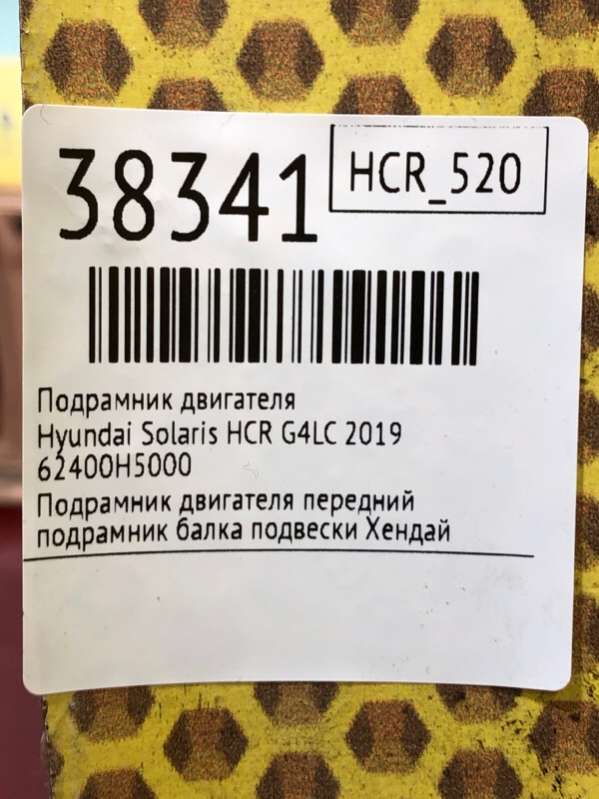 38341
HCR_520
Подрамник двигателя
Hyundai Solaris HCR G4LC 2019
62400H5000
Подрамник двигателя передний
подрамник балка подвески Хендай